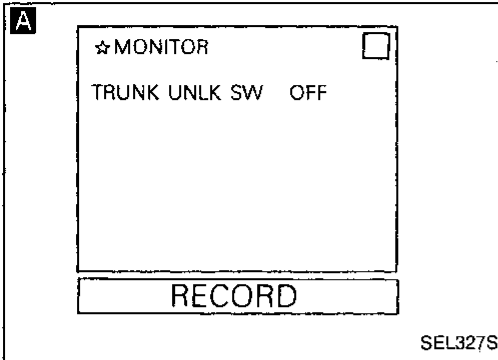 A
☆MONITOR
TRUNK UNLK SW OFF
RECORD
SEL327S